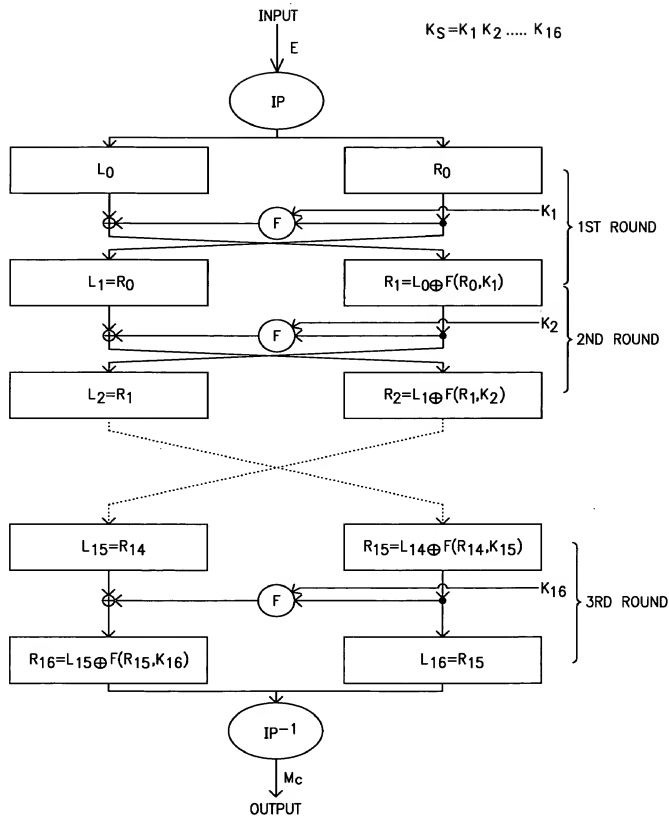 INPUT
K_S=K_1 K_2 ..... K_16
E
IP
L_0
R_0
F
K_1
1ST ROUND
L_1=R_0
R_1=L_0⊕F(R_0,K_1)
F
K_2
2ND ROUND
L_2=R_1
R_2=L_1⊕F(R_1,K_2)
L_15=R_14
R_15=L_14⊕F(R_14,K_15)
F
K_16
3RD ROUND
R_16=L_15⊕F(R_15,K_16)
L_16=R_15
IP^-1
M_C
OUTPUT